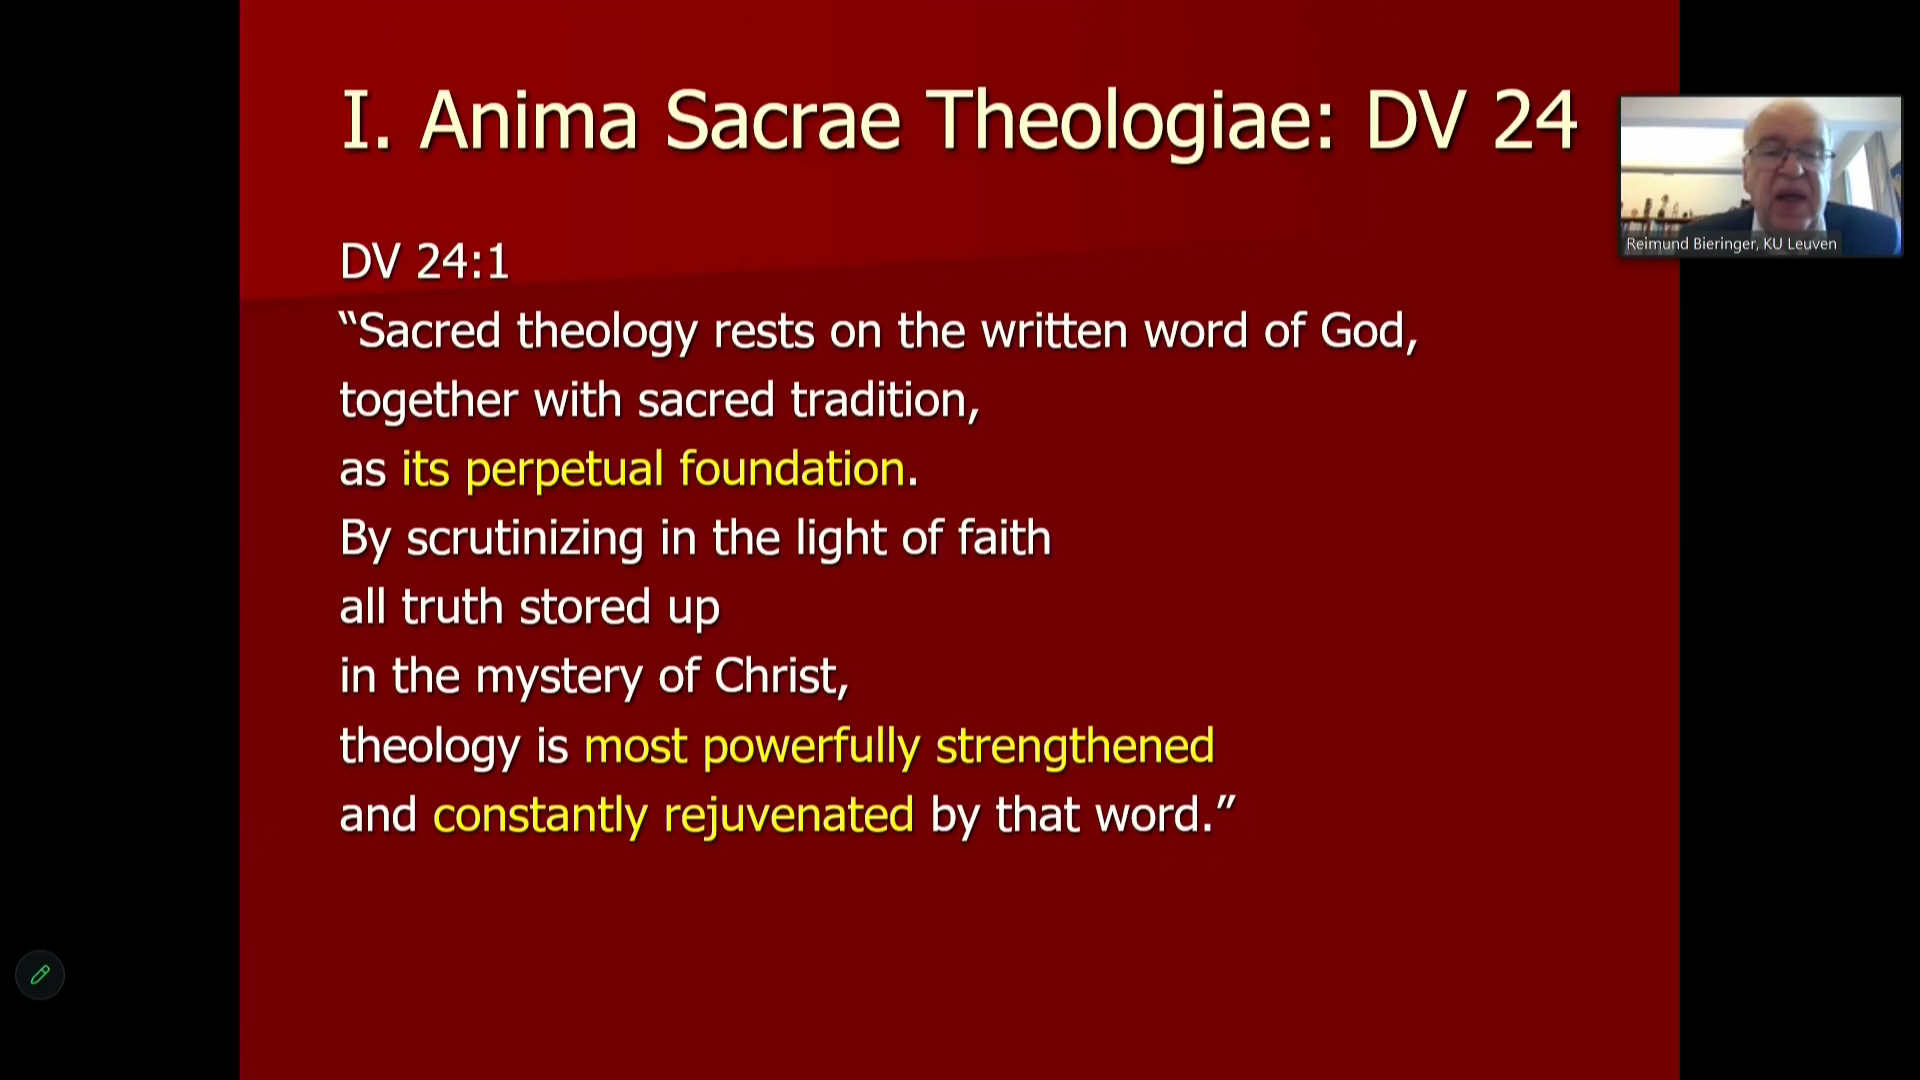 I. Anima Sacrae Theologiae: DV 24
Reimund Bieringer, KU Leuven
DV 24:1
“Sacred theology rests on the written word of God,
together with sacred tradition,
as its perpetual foundation.
By scrutinizing in the light of faith
all truth stored up
in the mystery of Christ,
theology is most powerfully strengthened
and constantly rejuvenated by that word.”